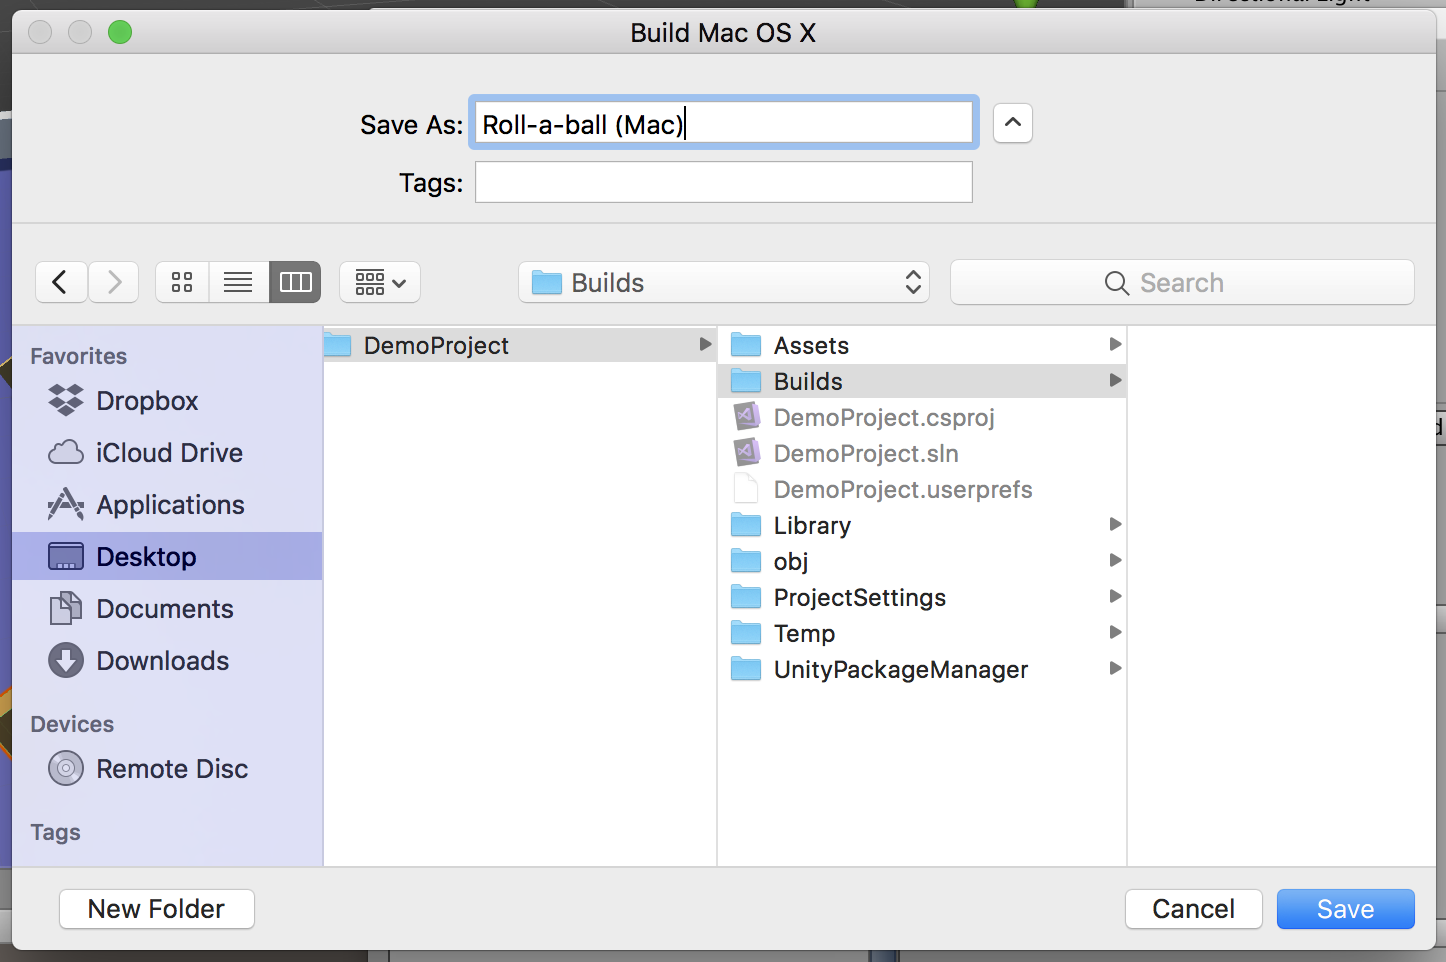 Directional Light
Build Mac OS X
Save As: Roll-a-ball (Mac)
Tags:
Builds
Search
Favorites
Dropbox
iCloud Drive
Applications
Desktop
Documents
Downloads
Devices
Remote Disc
Tags
DemoProject
Assets
Builds
DemoProject.csproj
DemoProject.sln
DemoProject.userprefs
Library
obj
ProjectSettings
Temp
UnityPackageManager
New Folder
Cancel
Save